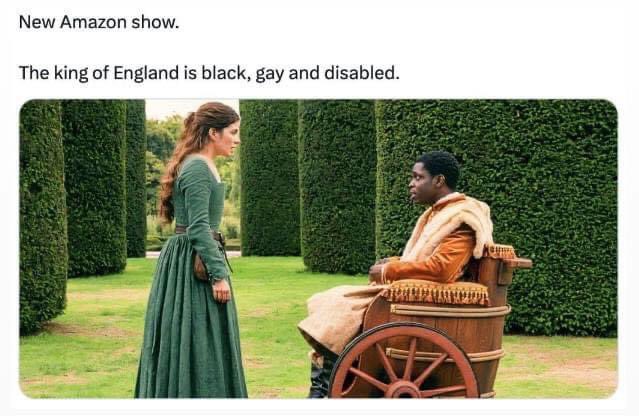 New Amazon show.
The king of England is black, gay and disabled.